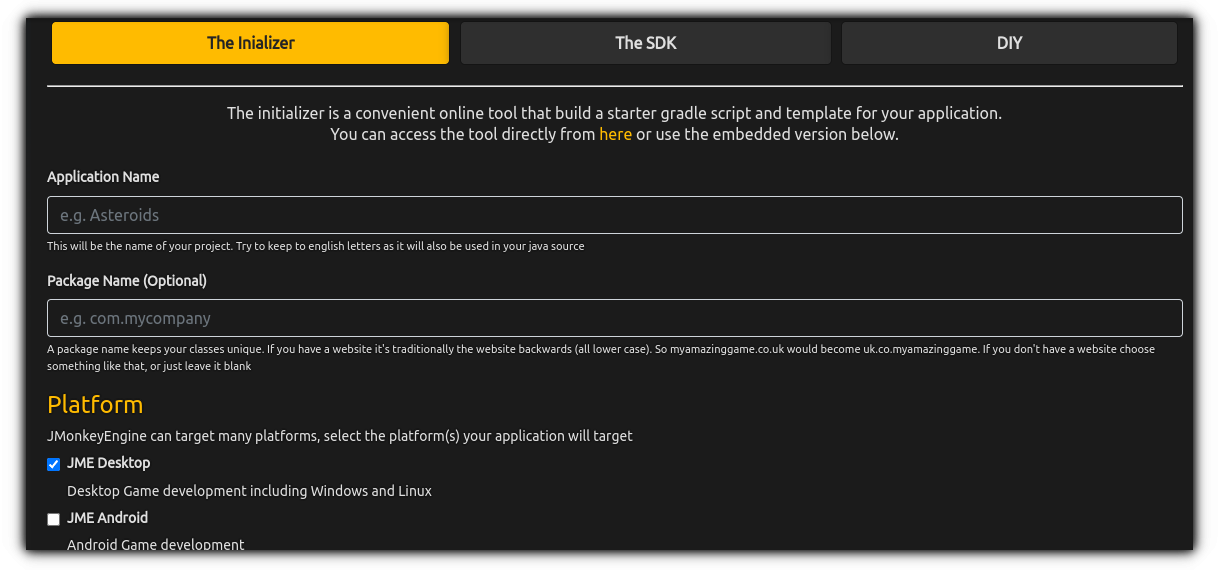 The Inializer
The SDK
DIY
The initializer is a convenient online tool that build a starter gradle script and template for your application.
You can access the tool directly from here or use the embedded version below.
Application Name
e.g. Asteroids
This will be the name of your project. Try to keep to english letters as it will also be used in your java source
Package Name (Optional)
e.g. com.mycompany
A package name keeps your classes unique. If you have a website it's traditionally the website backwards (all lower case). So myamazinggame.co.uk would become uk.co.myamazinggame. If you don't have a website choose
something like that, or just leave it blank
Platform
JMonkeyEngine can target many platforms, select the platform(s) your application will target
JME Desktop
Desktop Game development including Windows and Linux
JME Android
Android Game development